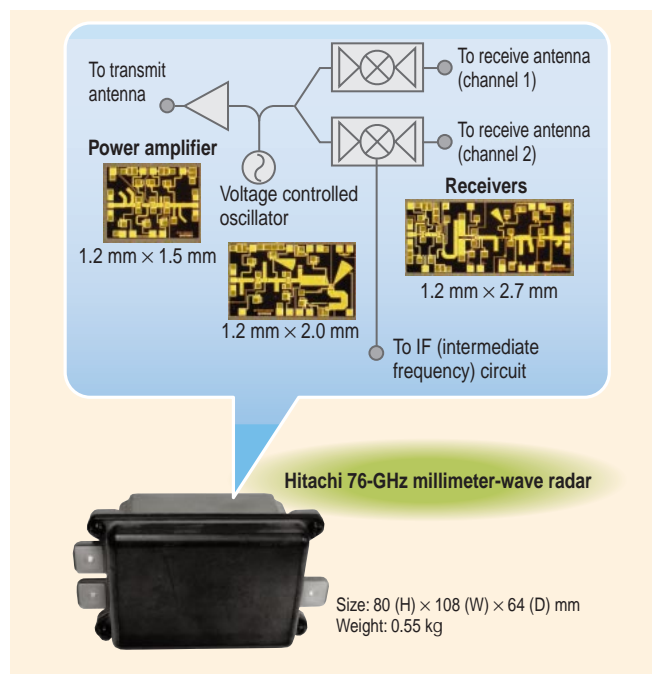 To transmit
antenna
To receive antenna
(channel 1)
To receive antenna
(channel 2)
Power amplifier
Voltage controlled
oscillator
Receivers
1.2 mm × 1.5 mm
1.2 mm × 2.0 mm
1.2 mm × 2.7 mm
To IF (intermediate
frequency) circuit
Hitachi 76-GHz millimeter-wave radar
Size: 80 (H) × 108 (W) × 64 (D) mm
Weight: 0.55 kg